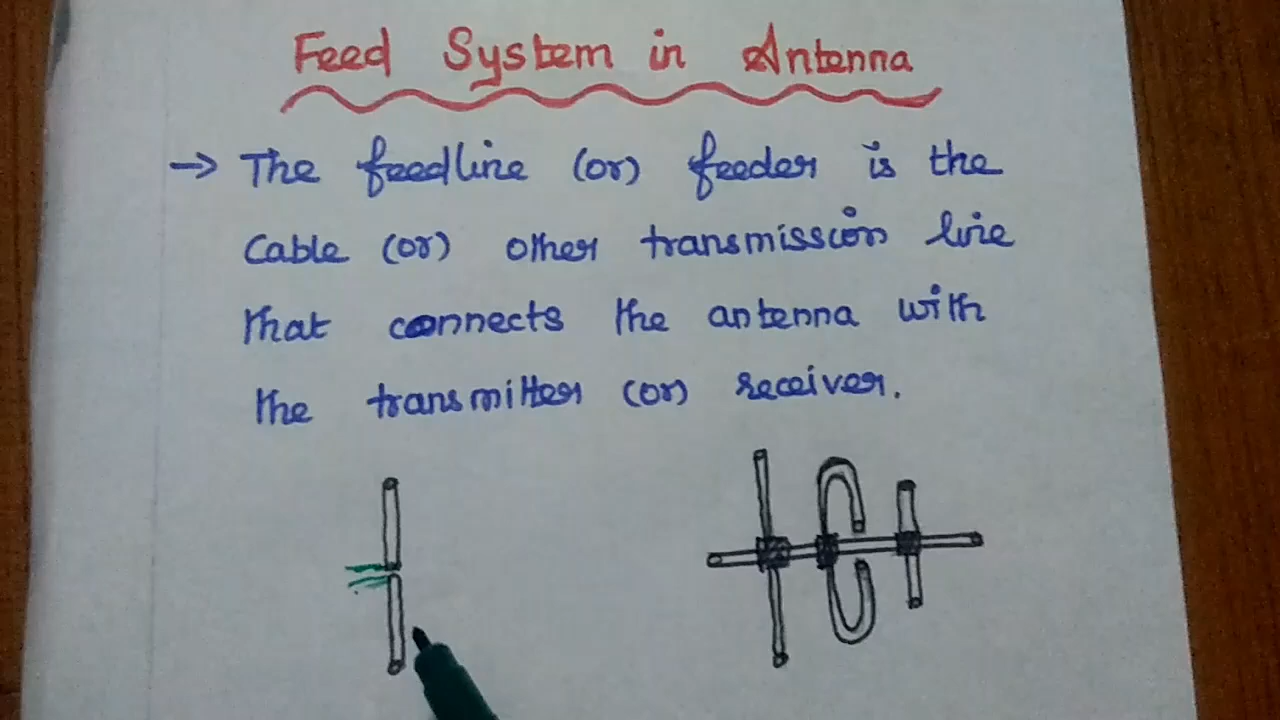 Feed System in Antenna
→ The feedline (or) feeder is the
Cable (or) other transmission line
that connects the antenna with
the transmitter (or) receiver.